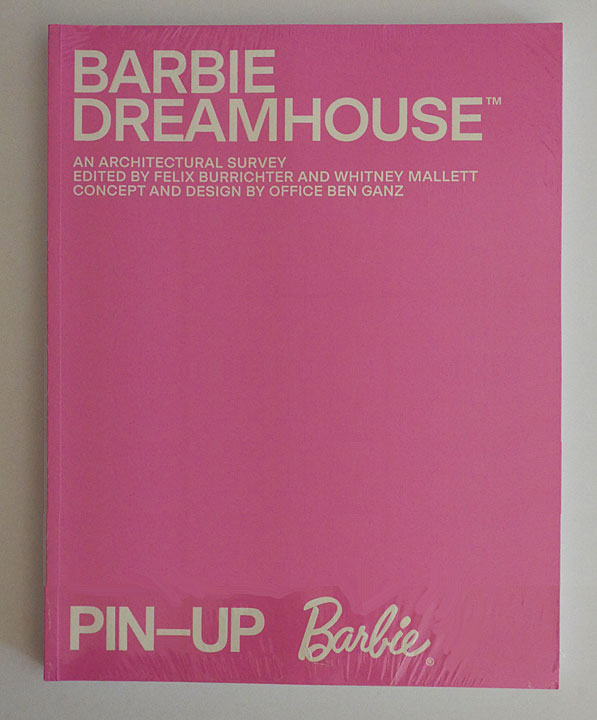 BARBIE
DREAMHOUSE™
AN ARCHITECTURAL SURVEY
EDITED BY FELIX BURRICHTER AND WHITNEY MALLETT
CONCEPT AND DESIGN BY OFFICE BEN GANZ
PIN—UP Barbie®